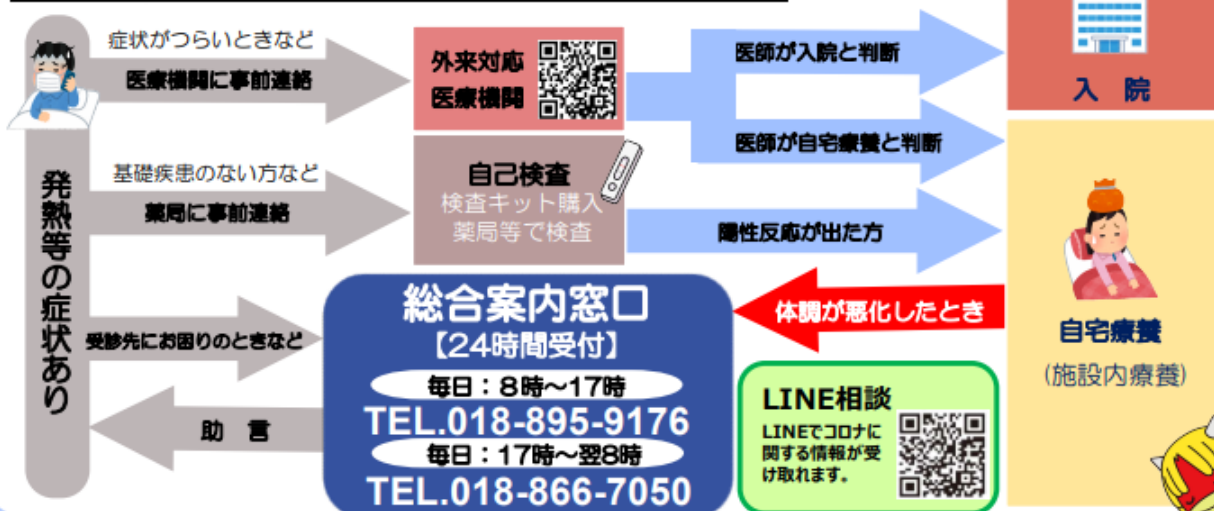 発熱等の症状あり
症状がつらいときなど
医療機関に事前連絡
外来対応
医療機関
医師が入院と判断
医師が自宅療養と判断
入 院
基礎疾患のない方など
薬局に事前連絡
自己検査
検査キット購入
薬局等で検査
陽性反応が出た方
受診先にお困りのときなど
助 言
総合案内窓口
【24時間受付】
毎日：8時～17時
TEL.018-895-9176
毎日：17時～翌8時
TEL.018-866-7050
体調が悪化したとき
自宅療養
(施設内療養)
LINE相談
LINEでコロナに
関する情報が受
け取れます。